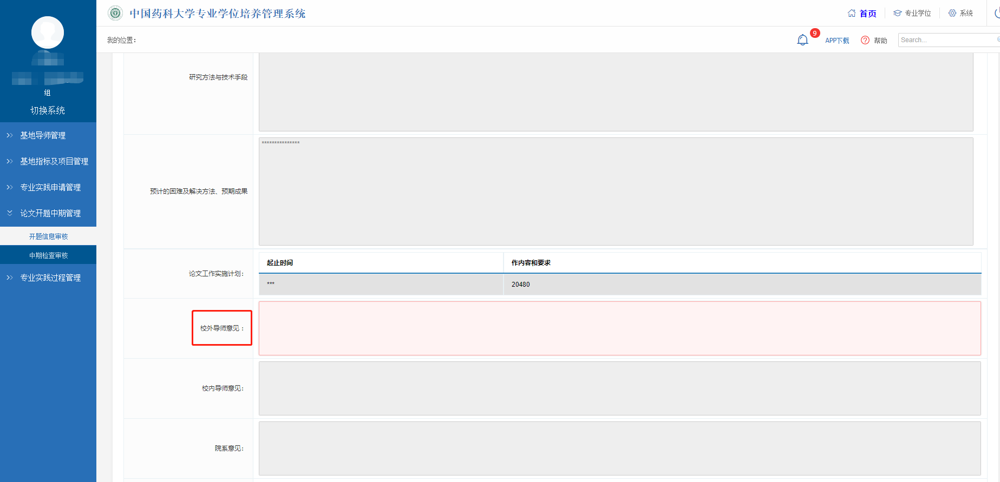 中国药科大学专业学位培养管理系统
首页
专业学位
系统
我的位置：
9
APP下载
帮助
Search...
组
切换系统
基地导师管理
基地指标及项目管理
专业实践申请管理
论文开题中期管理
开题信息审核
中期检查审核
专业实践过程管理
研究方法与技术手段
预计的困难及解决方法、预期成果
***************
论文工作实施计划：
起止时间
作内容和要求
***
20480
校外导师意见：
校内导师意见：
院系意见：